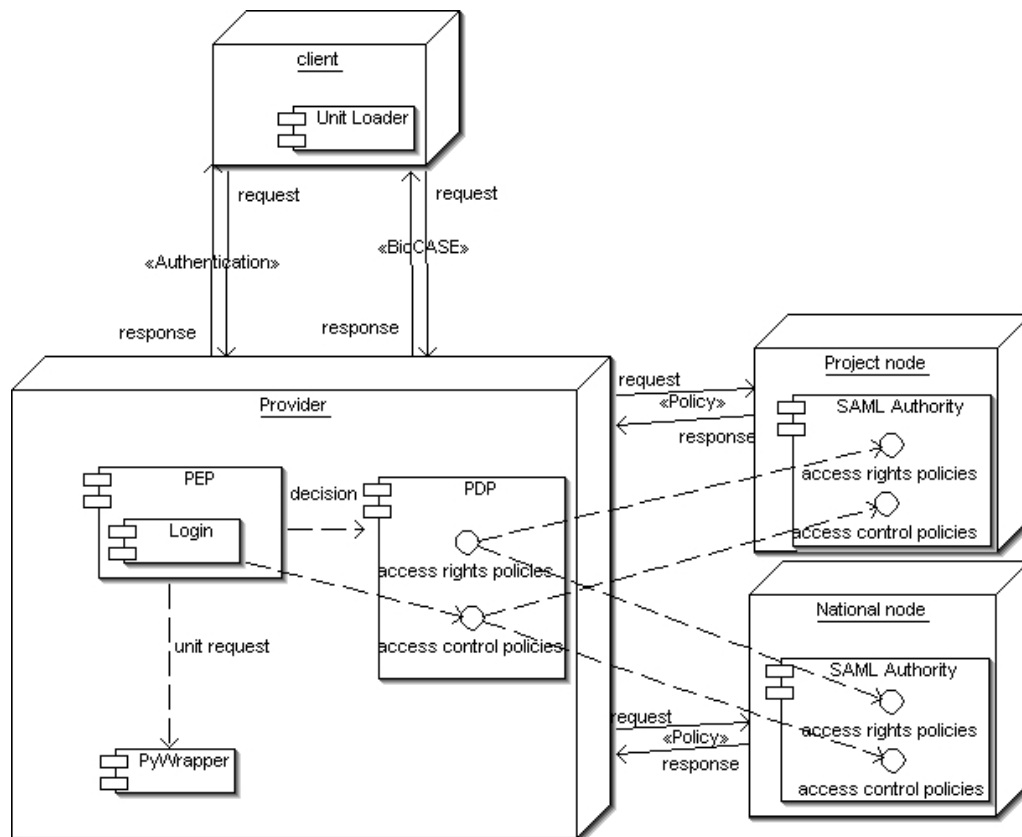 client
Unit Loader
request
request
«Authentication»
«BioCASE»
response
response
Provider
PEP
Login
decision
PDP
access rights policies
access control policies
unit request
PyWrapper
request
«Policy»
response
Project node
SAML Authority
access rights policies
access control policies
request
«Policy»
response
National node
SAML Authority
access rights policies
access control policies